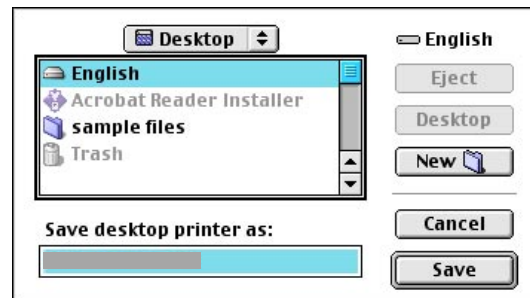 Desktop
English
English
Eject
Acrobat Reader Installer
sample files
Desktop
Trash
New
Save desktop printer as:
Cancel
Save